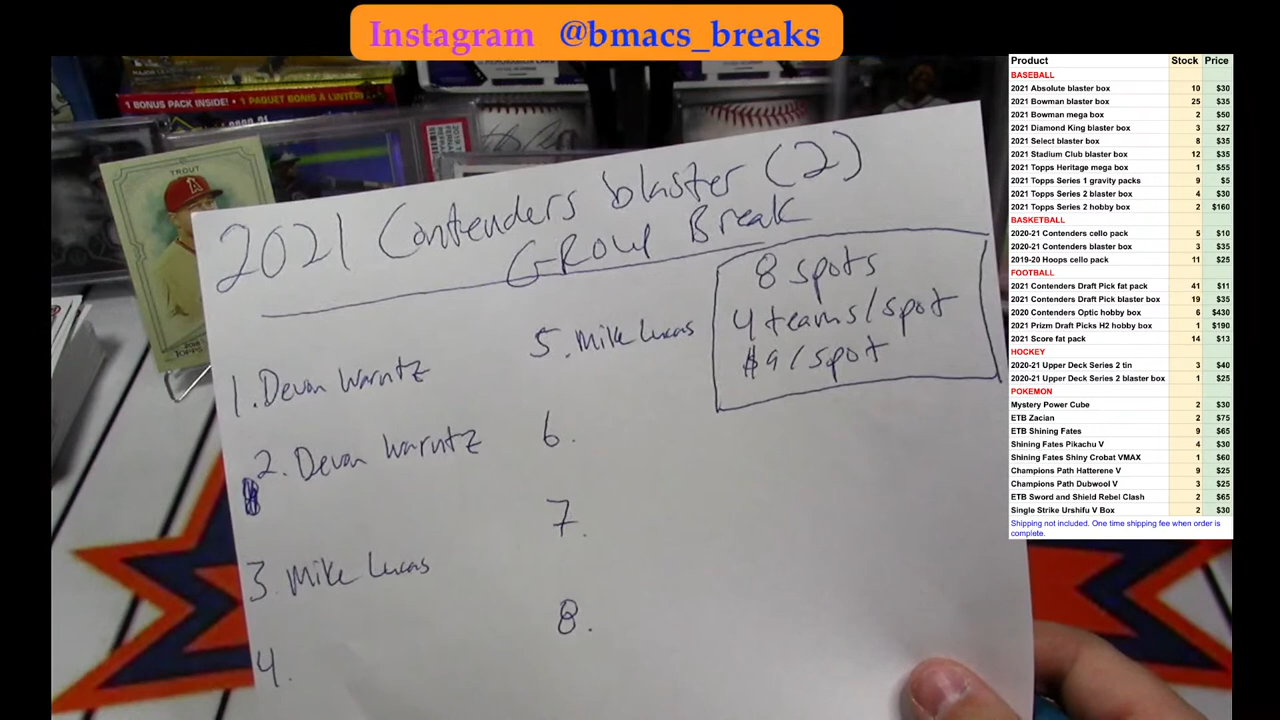 Instagram @bmacs_breaks
1 BONUS PACK INSIDE! • 1 PAQUET BONIS À L'INTÉRI
TROUT
A
TOPPS
2021 Contenders blaster (2)
GROUP Break
8 spots
4 teams/spot
$9/spot
1. Devon Warntz
2. Devon Warntz
3. Mike Lucas
4.
5. Mike Lucas
6.
7.
8.
Product Stock Price
BASEBALL
2021 Absolute blaster box 10 $30
2021 Bowman blaster box 25 $35
2021 Bowman mega box 2 $50
2021 Diamond King blaster box 3 $27
2021 Select blaster box 8 $35
2021 Stadium Club blaster box 12 $35
2021 Topps Heritage mega box 1 $55
2021 Topps Series 1 gravity packs 9 $5
2021 Topps Series 2 blaster box 4 $30
2021 Topps Series 2 hobby box 2 $160
BASKETBALL
2020-21 Contenders cello pack 5 $10
2020-21 Contenders blaster box 3 $35
2019-20 Hoops cello pack 11 $25
FOOTBALL
2021 Contenders Draft Pick fat pack 41 $11
2021 Contenders Draft Pick blaster box 19 $35
2020 Contenders Optic hobby box 6 $430
2021 Prizm Draft Picks H2 hobby box 1 $190
2021 Score fat pack 14 $13
HOCKEY
2020-21 Upper Deck Series 2 tin 3 $40
2020-21 Upper Deck Series 2 blaster box 1 $25
POKEMON
Mystery Power Cube 2 $30
ETB Zacian 2 $75
ETB Shining Fates 9 $65
Shining Fates Pikachu V 4 $30
Shining Fates Shiny Crobat VMAX 1 $60
Champions Path Hatterene V 9 $25
Champions Path Dubwool V 3 $25
ETB Sword and Shield Rebel Clash 2 $65
Single Strike Urshifu V Box 2 $30
Shipping not included. One time shipping fee when order is
complete.